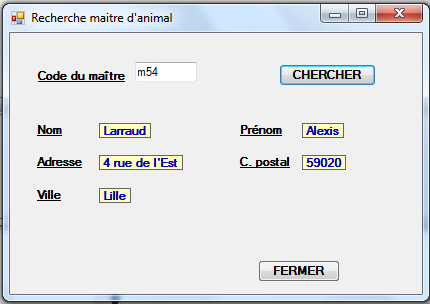 Recherche maitre d'animal
Code du maître m54 CHERCHER
Nom Larraud Prénom Alexis
Adresse 4 rue de l'Est C. postal 59020
Ville Lille
FERMER